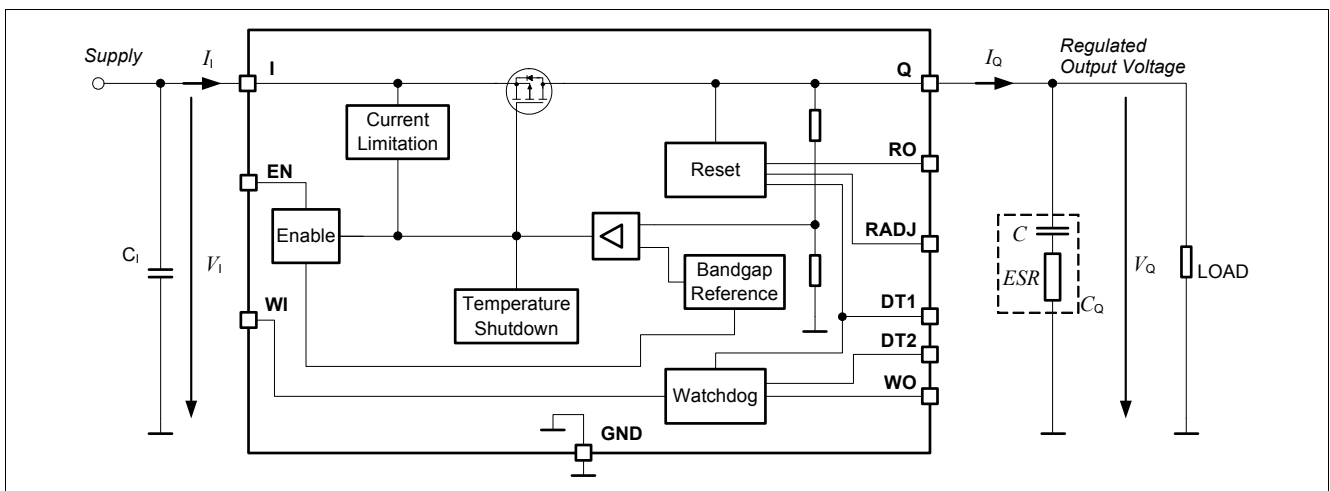 Supply
I_I
I
Q
I_Q
Regulated
Output Voltage
Current
Limitation
Reset
RO
EN
Enable
RADJ
C_I
V_I
Bandgap
Reference
Temperature
Shutdown
C
ESR
C_Q
V_Q
LOAD
WI
DT1
DT2
WO
Watchdog
GND